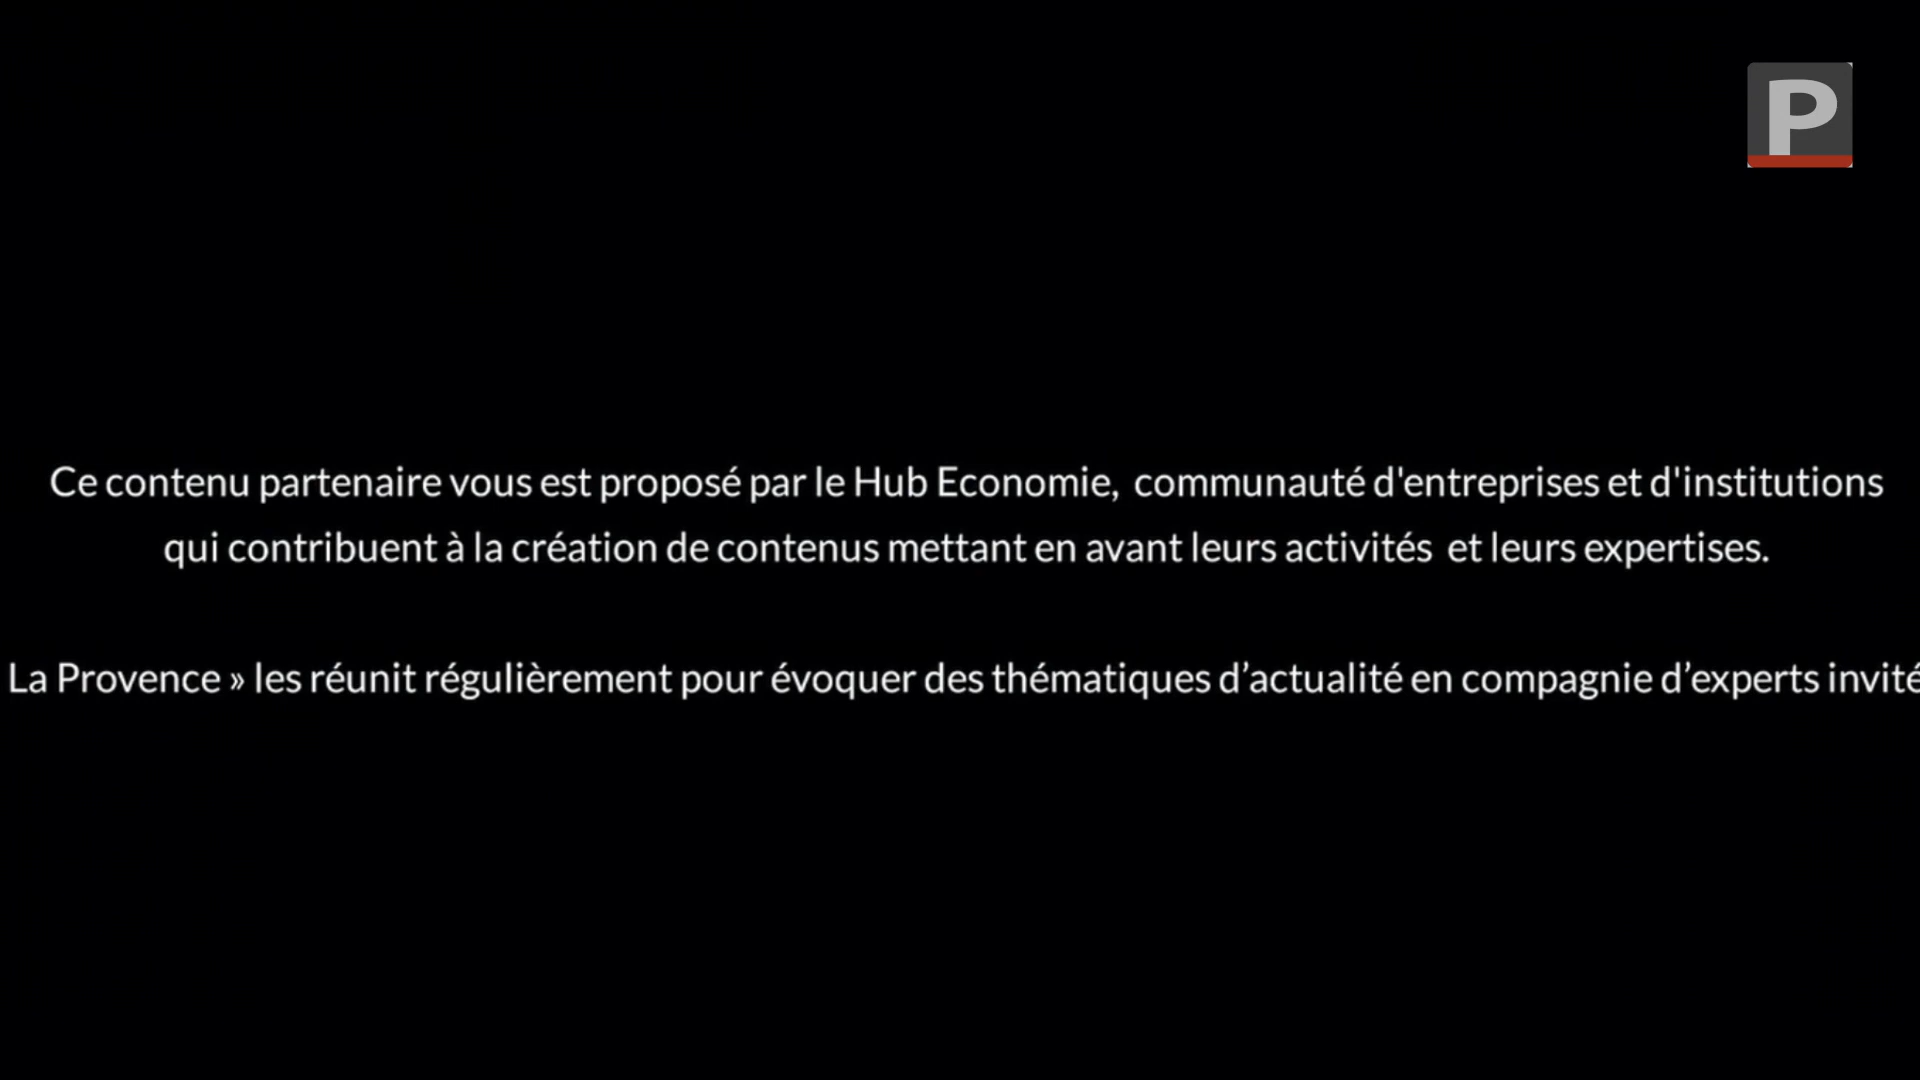 P
Ce contenu partenaire vous est proposé par le Hub Economie,  communauté d'entreprises et d'institutions
qui contribuent à la création de contenus mettant en avant leurs activités  et leurs expertises.
La Provence » les réunit régulièrement pour évoquer des thématiques d’actualité en compagnie d’experts invité